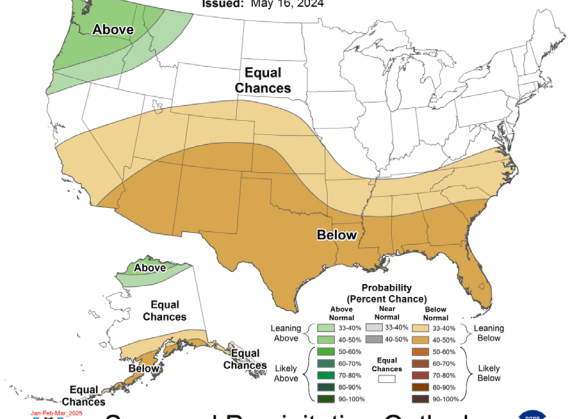 Issued: May 16, 2024
Above
Equal
Chances
Below
Above
Equal
Chances
Below
Equal
Chances
Equal
Chances
Probability
(Percent Chance)
Above
Normal
Near
Normal
Below
Normal
Leaning
Above
33-40%
33-40%
33-40%
Leaning
Below
40-50%
40-50%
40-50%
Likely
Above
50-60%
Equal
Chances
50-60%
Likely
Below
60-70%
60-70%
70-80%
70-80%
80-90%
80-90%
90-100%
90-100%
Jan-Feb-Mar_2025